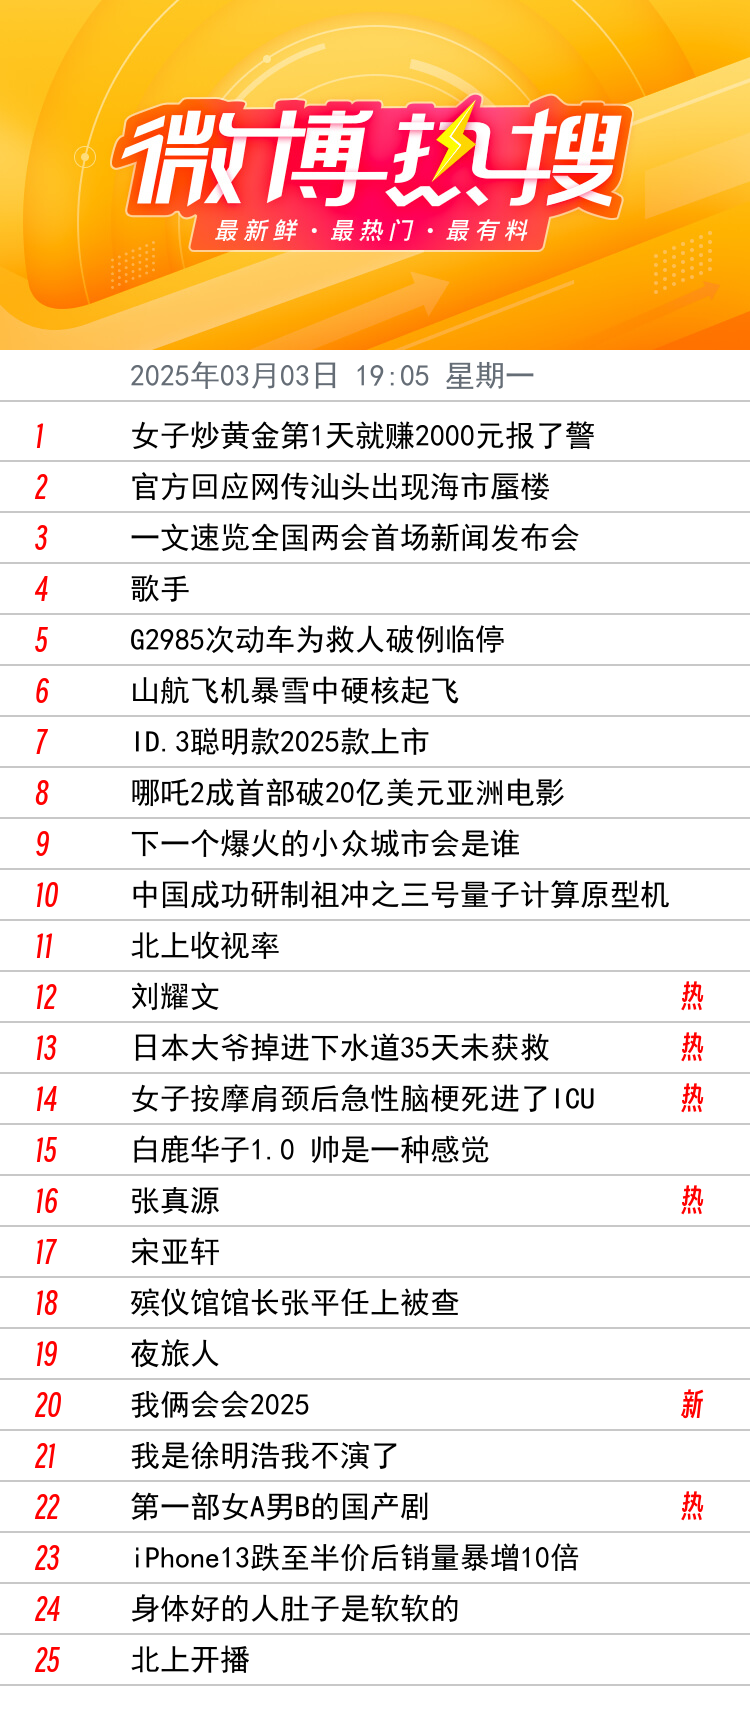 微博热搜
最新鲜·最热门·最有料
2025年03月03日 19:05 星期一
1 女子炒黄金第1天就赚2000元报了警
2 官方回应网传汕头出现海市蜃楼
3 一文速览全国两会首场新闻发布会
4 歌手
5 G2985次动车为救人破例临停
6 山航飞机暴雪中硬核起飞
7 ID.3聪明款2025款上市
8 哪吒2成首部破20亿美元亚洲电影
9 下一个爆火的小众城市会是谁
10 中国成功研制祖冲之三号量子计算原型机
11 北上收视率
12 刘耀文 热
13 日本大爷掉进下水道35天未获救 热
14 女子按摩肩颈后急性脑梗死进了ICU 热
15 白鹿华子1.0 帅是一种感觉
16 张真源 热
17 宋亚轩
18 殡仪馆馆长张平任上被查
19 夜旅人
20 我俩会会2025 新
21 我是徐明浩我不演了
22 第一部女A男B的国产剧 热
23 iPhone13跌至半价后销量暴增10倍
24 身体好的人肚子是软软的
25 北上开播